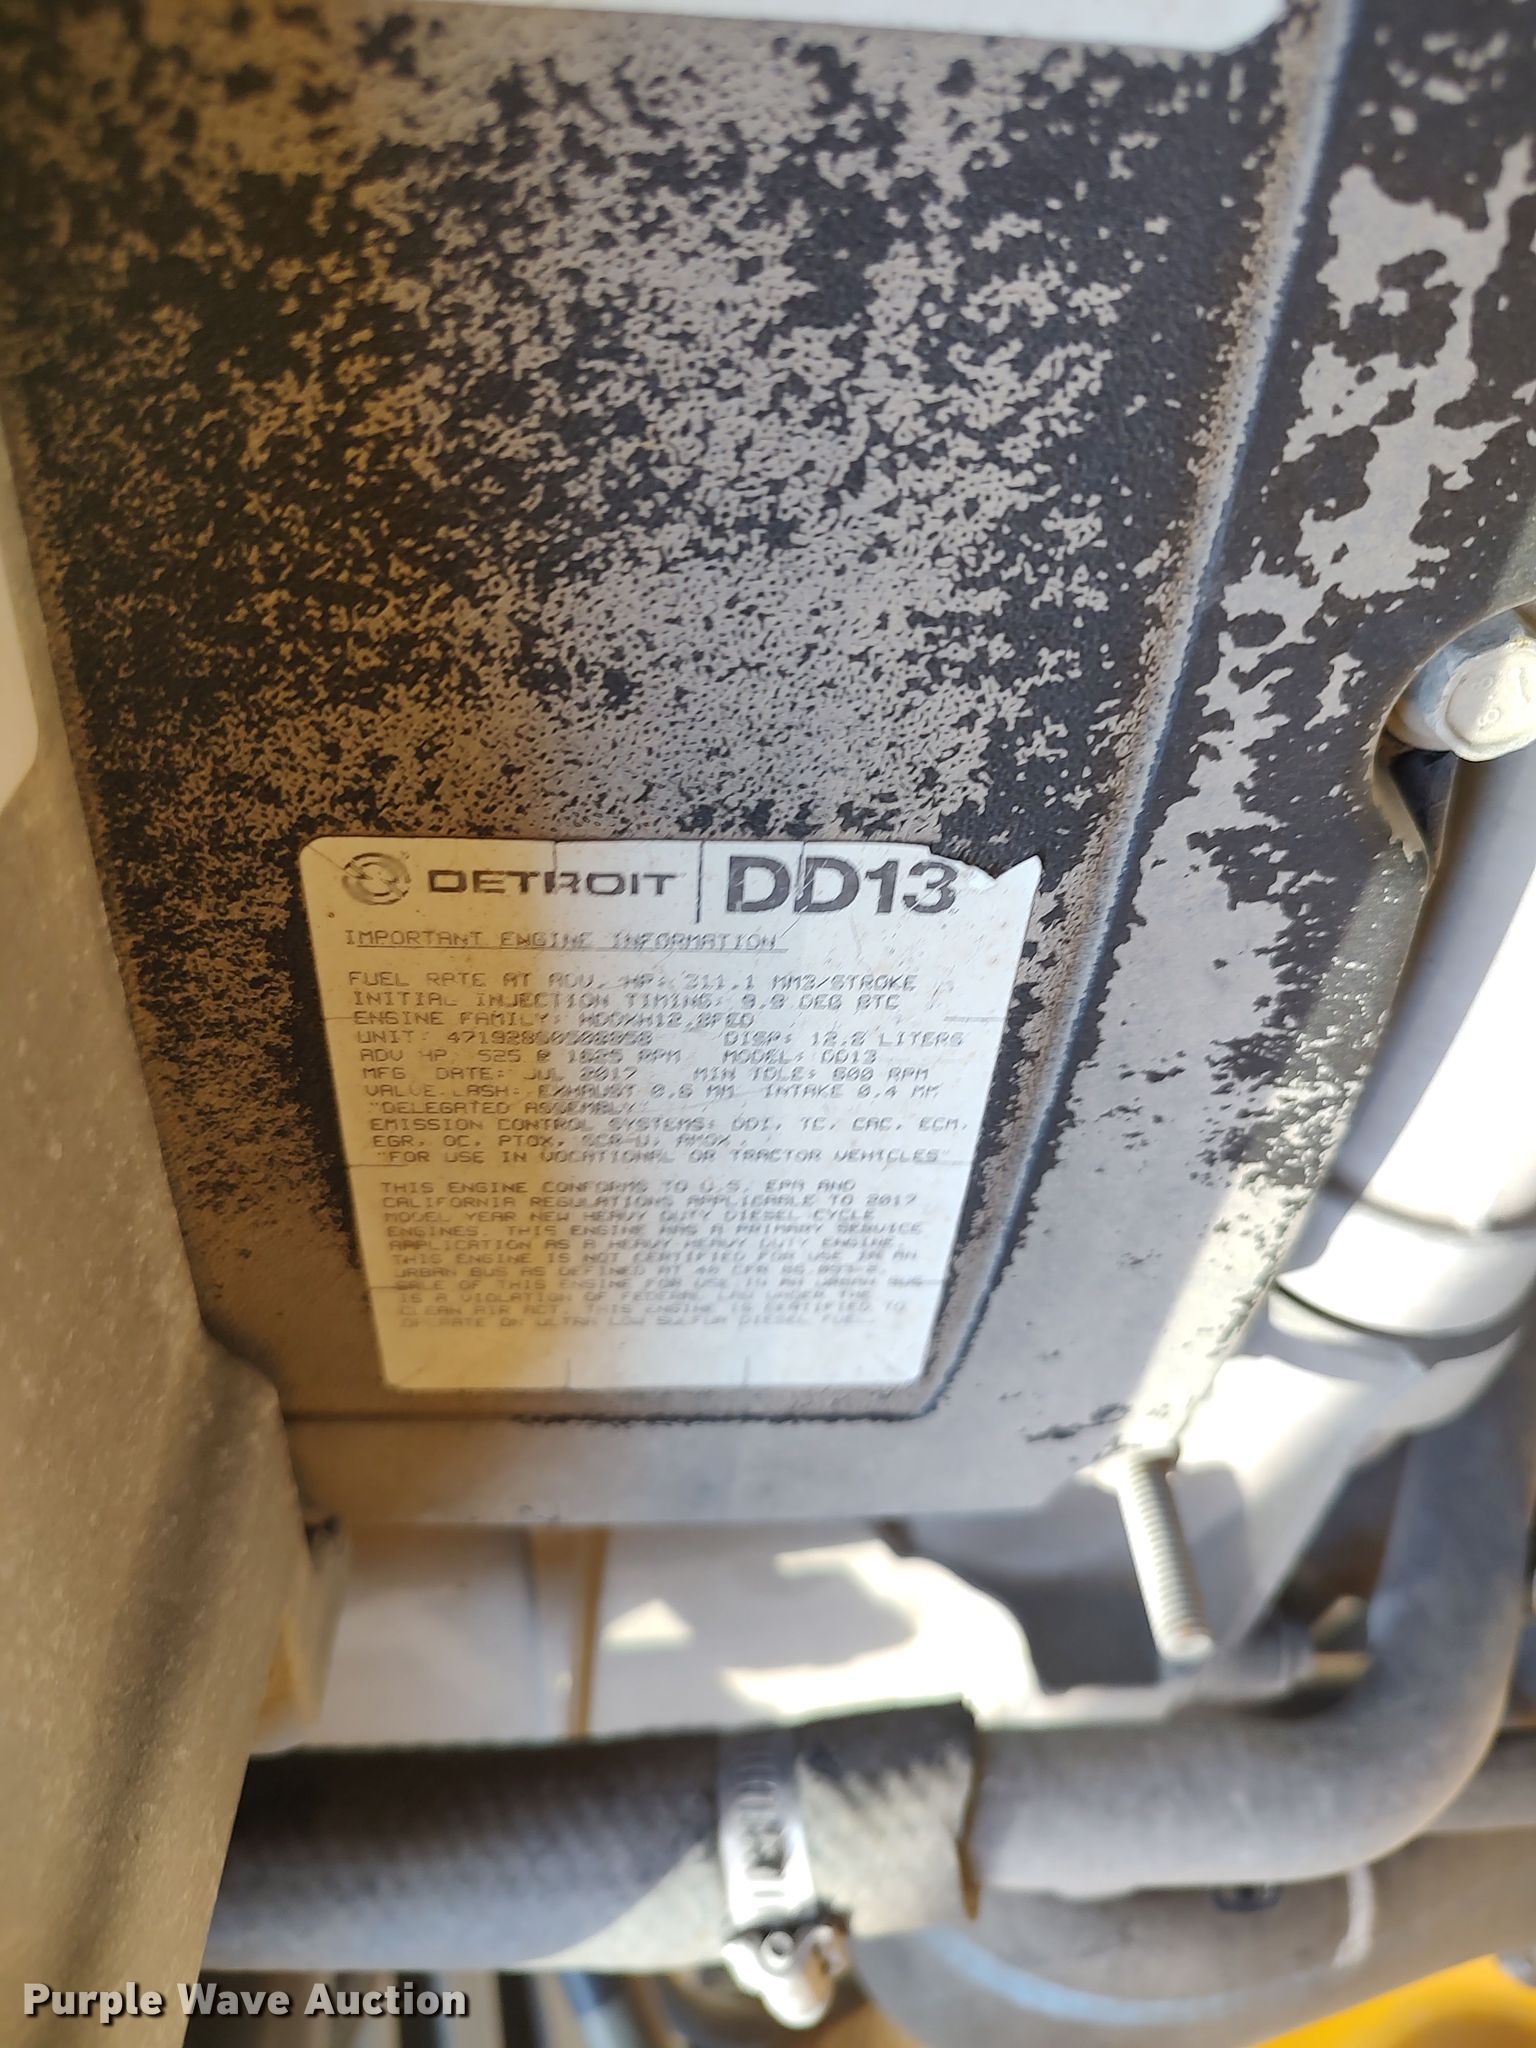 DETROIT DD13
IMPORTANT ENGINE INFORMATION
FUEL RATE AT ADV. HP: 311.1 MM3/STROKE
INITIAL INJECTION TIMING: 9.9 DEG BTC
ENGINE FAMILY:
UNIT: DISP: 12.8 LITERS
ADV HP 525 @ 1625 RPM MODEL: DD13
MFG DATE: JUL 2017 MIN IDLE: 600 RPM
VALVE LASH: EXHAUST 0.6 MM INTAKE 0.4 MM
"DELEGATED ASSEMBLY"
EMISSION CONTROL SYSTEMS: DDI, TC, CAC, ECM,
EGR, OC, PTOX, SCR-U, AMOX
"FOR USE IN VOCATIONAL OR TRACTOR VEHICLES"
THIS ENGINE CONFORMS TO U.S. EPA AND
CALIFORNIA REGULATIONS APPLICABLE TO 2017
MODEL YEAR NEW HEAVY DUTY DIESEL CYCLE
ENGINES. THIS ENGINE HAS A PRIMARY SERVICE
APPLICATION AS A HEAVY HEAVY DUTY ENGINE.
THIS ENGINE IS NOT CERTIFIED FOR USE IN AN
URBAN BUS AS DEFINED AT 40 CFR 86.093-2.
SALE OF THIS ENGINE FOR USE IN AN URBAN BUS
IS A VIOLATION OF FEDERAL LAW UNDER THE
CLEAN AIR ACT. THIS ENGINE IS CERTIFIED TO
OPERATE ON ULTRA LOW SULFUR DIESEL FUEL.
Purple Wave Auction